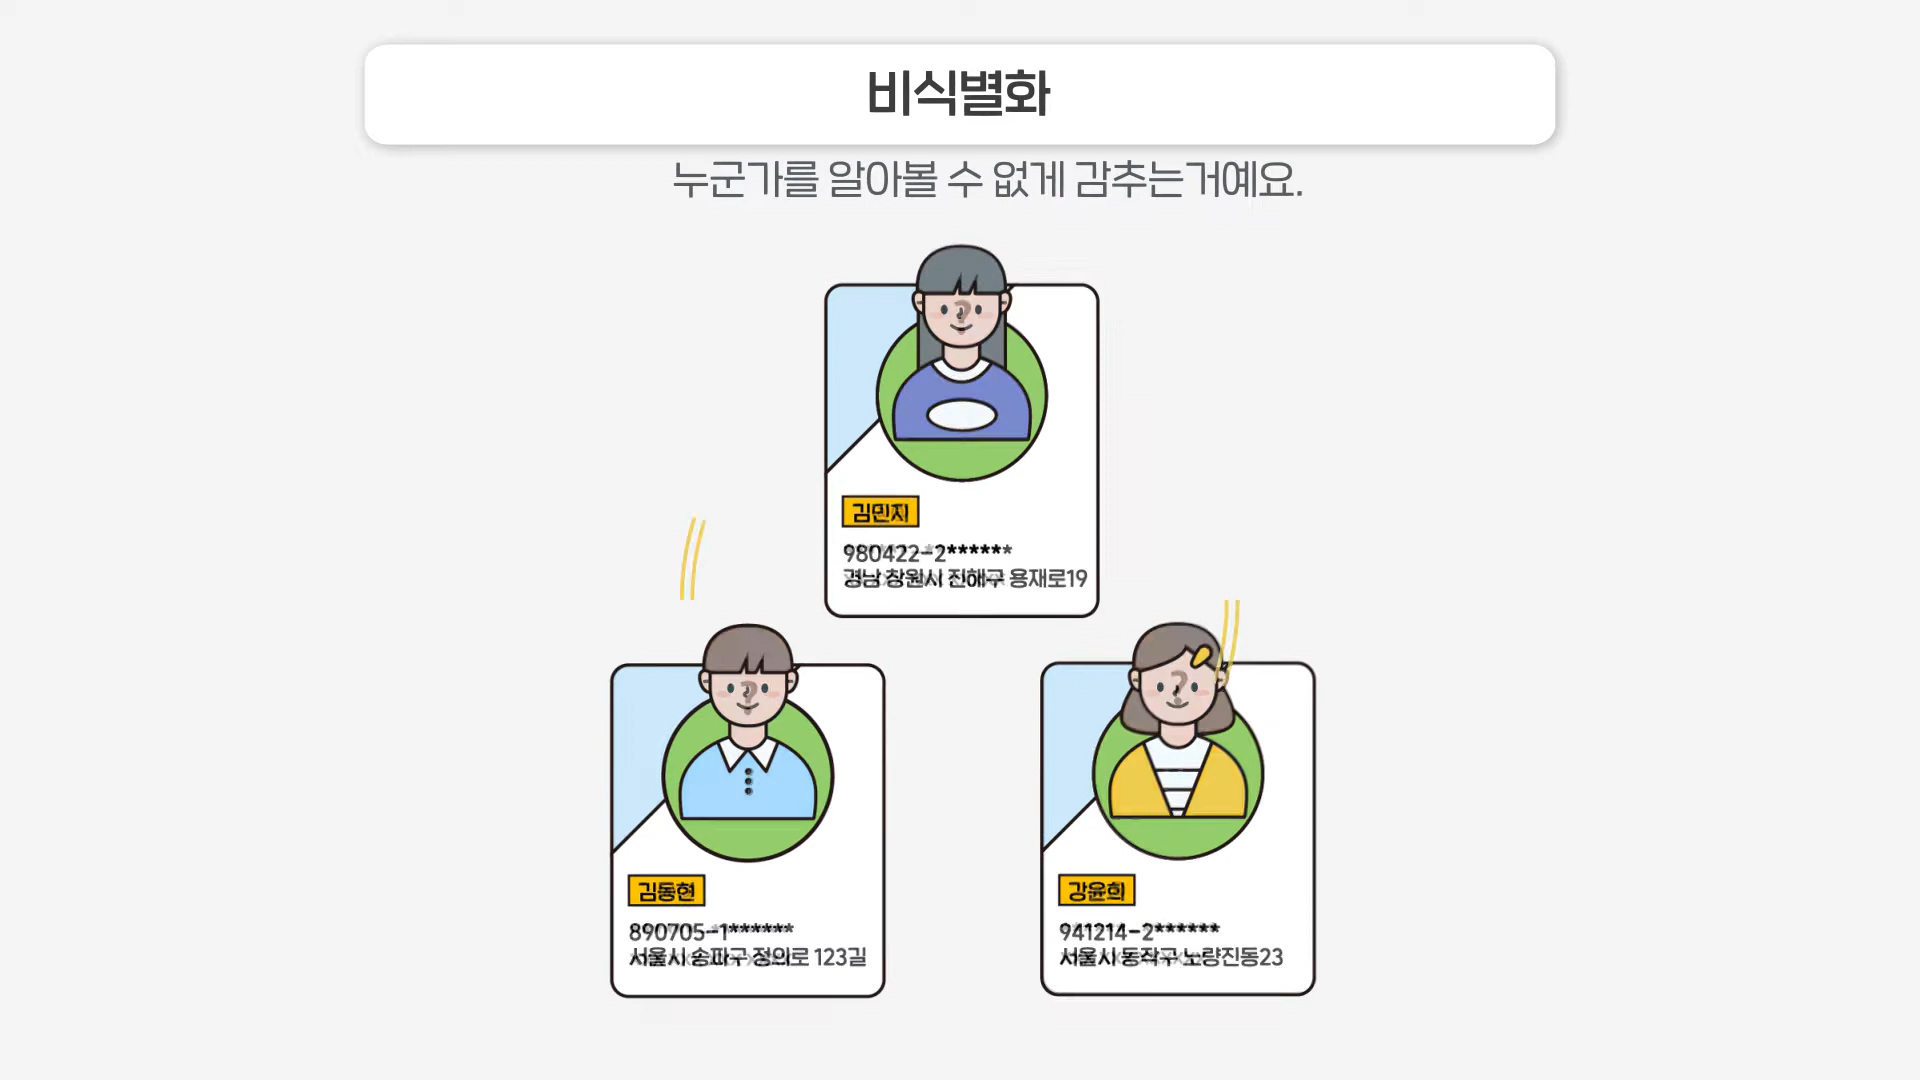 비식별화
누군가를 알아볼 수 없게 감추는거예요.
김민지
980422-2******
경남 창원시 진해구 용재로19
김동현
890705-1******
서울시 송파구 정의로 123길
강윤희
941214-2******
서울시 동작구 노량진동23